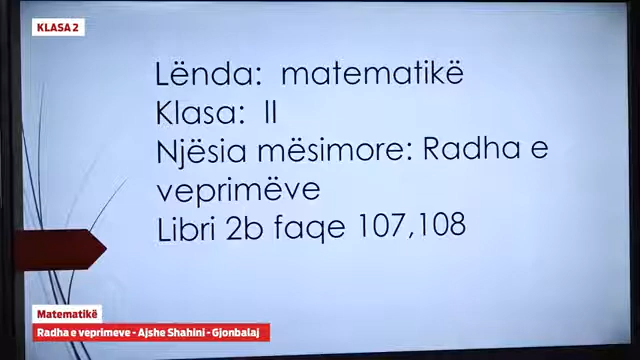 KLASA 2
Lënda:  matematikë
Klasa:  II
Njësia mësimore: Radha e
veprimëve
Libri 2b faqe 107,108
Matematikë
Radha e veprimeve - Ajshe Shahini - Gjonbalaj